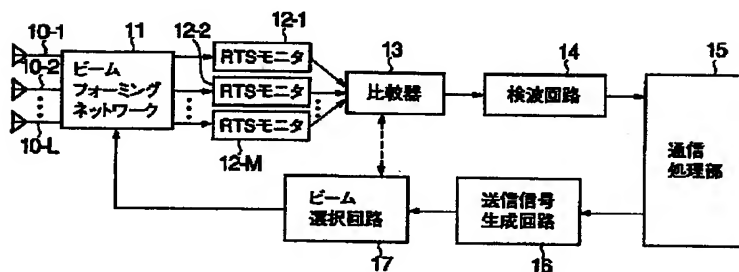 10-1
10-2
10-L
11
ビーム
フォーミング
ネットワーク
12-1
12-2
RTSモニタ
RTSモニタ
RTSモニタ
12-M
13
比較器
14
検波回路
15
通信
処理部
ビーム
選択回路
17
送信信号
生成回路
16